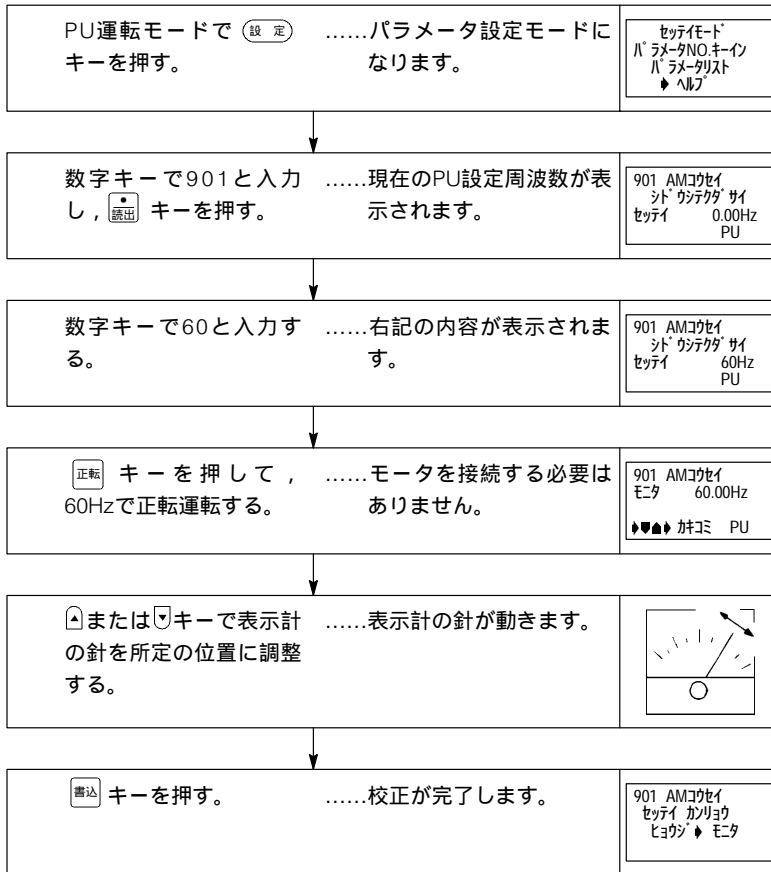 PU運転モードで 設 定
キーを押す。
……パラメータ設定モードに
なります。
ｾｯﾃｲﾓｰﾄﾞ
ﾊﾟﾗﾒｰﾀNO.ｷｰｲﾝ
ﾊﾟﾗﾒｰﾀﾘｽﾄ
ﾍﾙﾌﾟ
数字キーで901と入力
し，読出 キーを押す。
……現在のPU設定周波数が表
示されます。
901 AMｺｳｾｲ
ｼﾄﾞｳｼﾃｸﾀﾞｻｲ
ｾｯﾃｲ 0.00Hz
PU
数字キーで60と入力す
る。
……右記の内容が表示されま
す。
901 AMｺｳｾｲ
ｼﾄﾞｳｼﾃｸﾀﾞｻｲ
ｾｯﾃｲ 60Hz
PU
正転 キーを押して，
60Hzで正転運転する。
……モータを接続する必要は
ありません。
901 AMｺｳｾｲ
ﾓﾆﾀ 60.00Hz
ｶｷｺﾐ PU
▲または▼キーで表示計
の針を所定の位置に調整
する。
……表示計の針が動きます。
書込 キーを押す。
……校正が完了します。
901 AMｺｳｾｲ
ｾｯﾃｲ ｶﾝﾘｮｳ
ﾋｮｳｼﾞ ﾓﾆﾀ